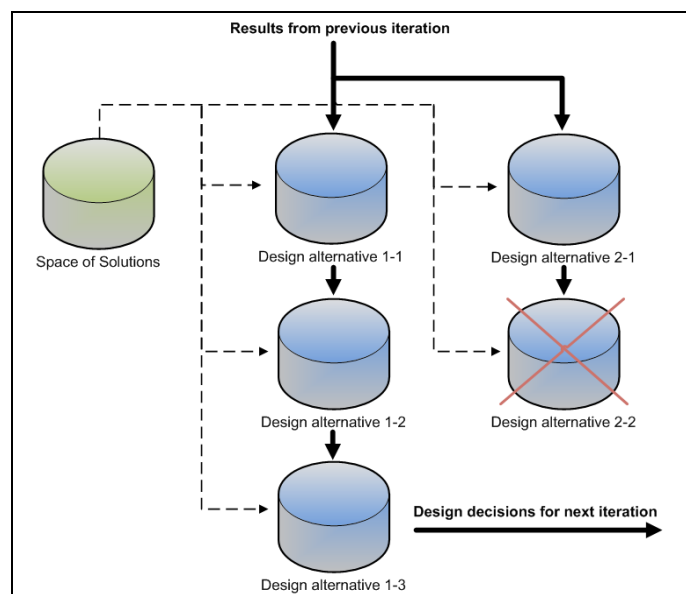 Results from previous iteration
Space of Solutions
Design alternative 1-1
Design alternative 2-1
Design alternative 1-2
Design alternative 2-2
Design decisions for next iteration
Design alternative 1-3